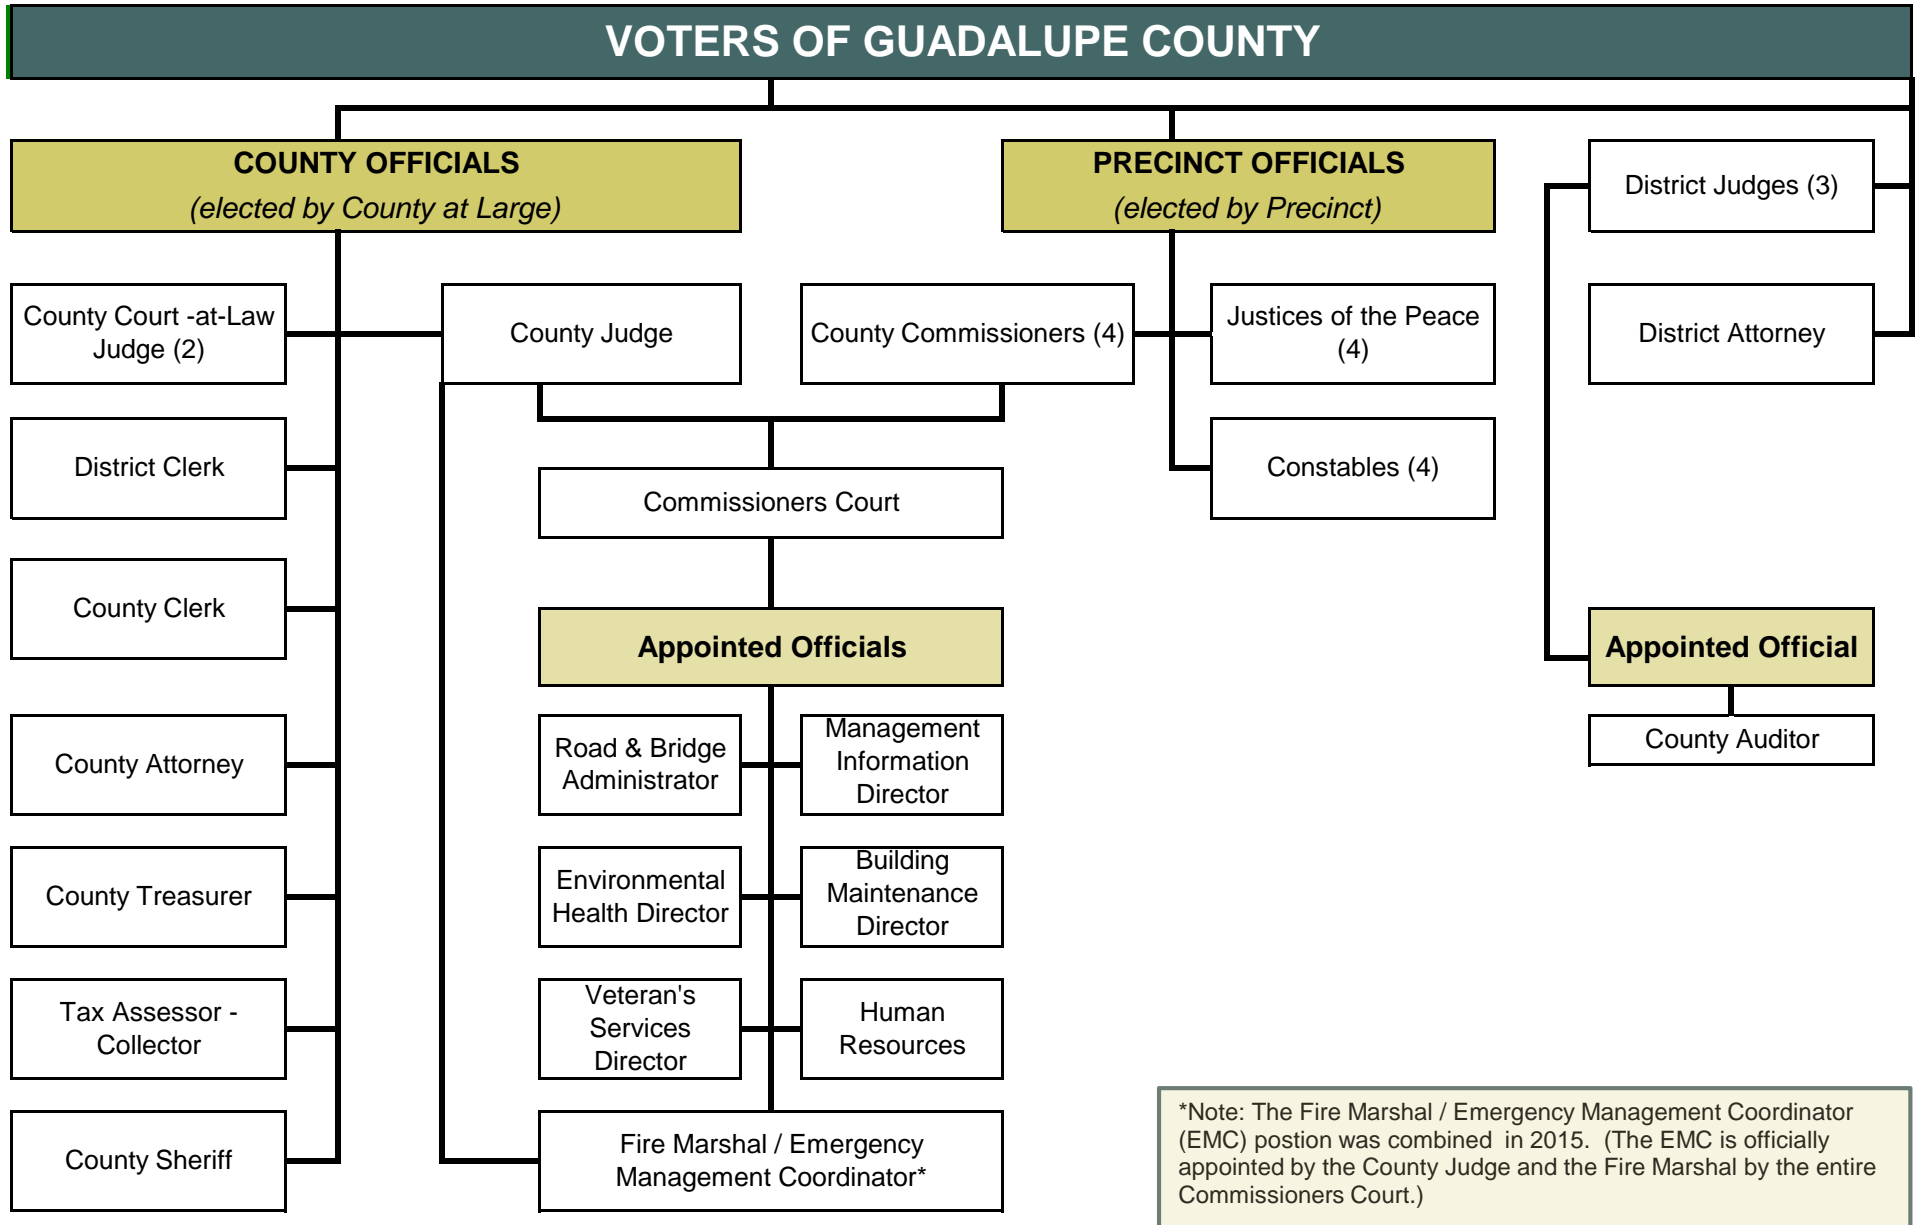 VOTERS OF GUADALUPE COUNTY
COUNTY OFFICIALS
(elected by County at Large)
PRECINCT OFFICIALS
(elected by Precinct)
District Judges (3)
County Court -at-Law
Judge (2)
County Judge
County Commissioners (4)
Justices of the Peace
(4)
District Attorney
District Clerk
Commissioners Court
Constables (4)
County Clerk
Appointed Officials
Appointed Official
County Attorney
Road & Bridge
Administrator
Management
Information
Director
County Auditor
County Treasurer
Environmental
Health Director
Building
Maintenance
Director
Tax Assessor -
Collector
Veteran's
Services
Director
Human
Resources
County Sheriff
Fire Marshal / Emergency
Management Coordinator*
*Note: The Fire Marshal / Emergency Management Coordinator
(EMC) postion was combined  in 2015.  (The EMC is officially
appointed by the County Judge and the Fire Marshal by the entire
Commissioners Court.)